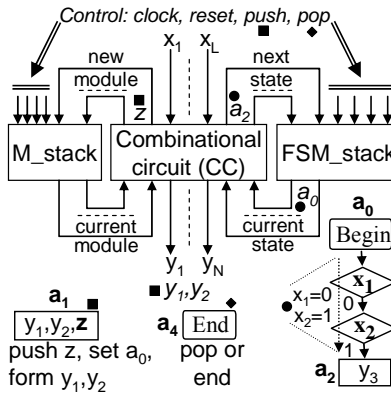 Control: clock, reset, push, pop
new
module
x1
xL
next
state
z
a2
M_stack
Combinational
circuit (CC)
FSM_stack
current
module
current
state
a0
a0
Begin
y1
yN
y1,y2
x1
x1=0
x2=1
0
x2
1
a1
y1,y2,z
push z, set a0,
form y1,y2
a4
End
pop or
end
a2
y3